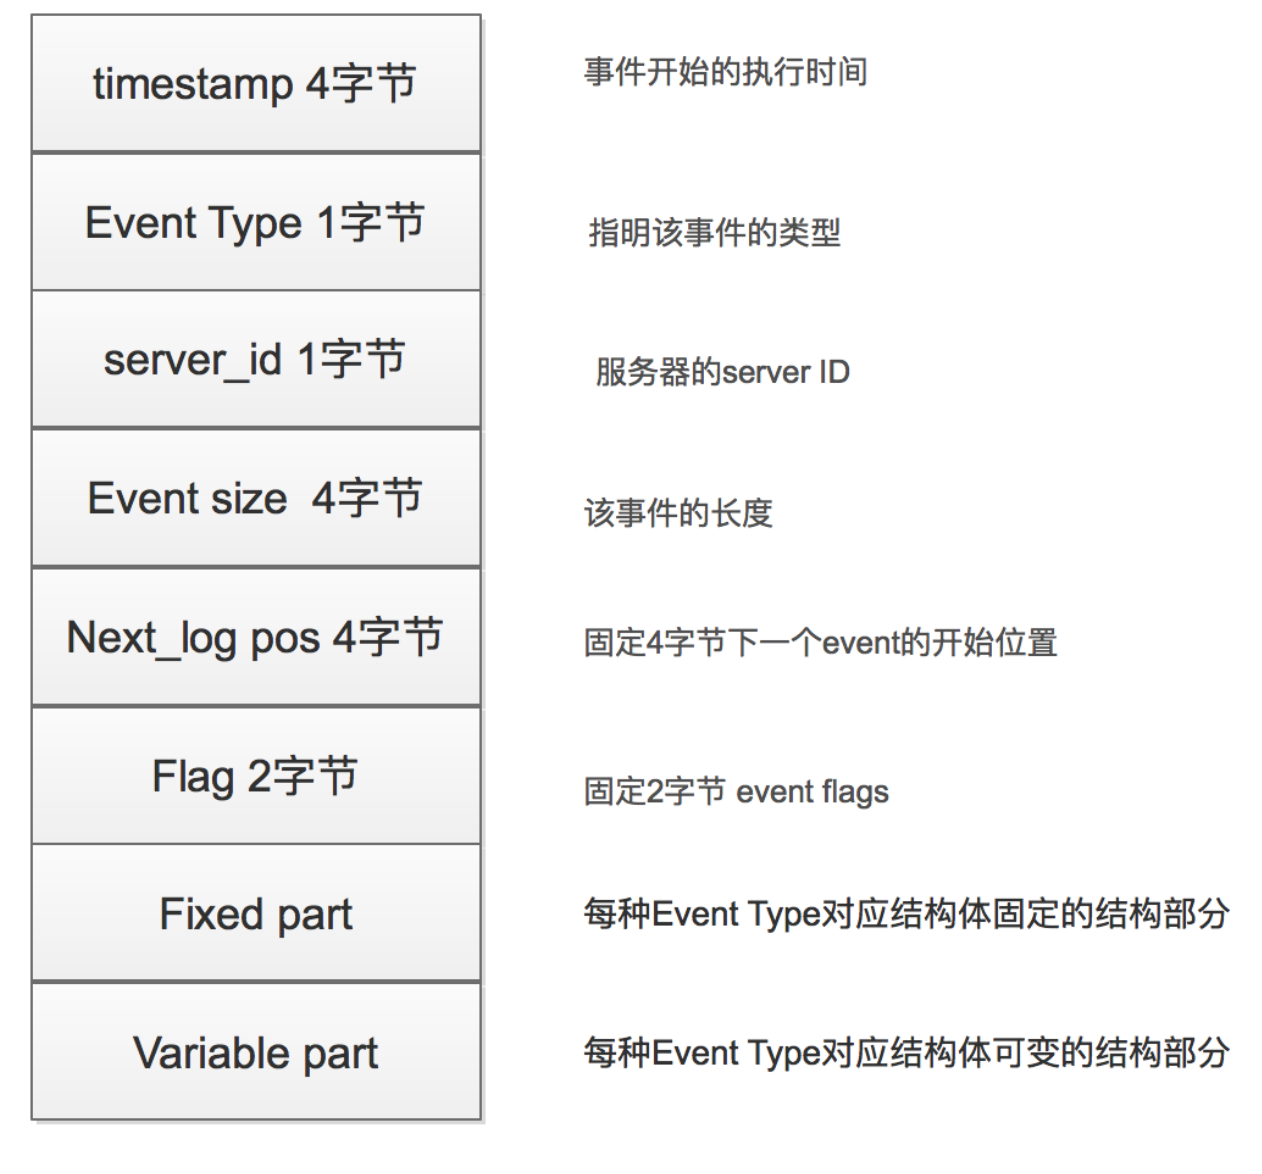 timestamp 4字节
事件开始的执行时间
Event Type 1字节
指明该事件的类型
server_id 1字节
服务器的server ID
Event size  4字节
该事件的长度
Next_log pos 4字节
固定4字节下一个event的开始位置
Flag 2字节
固定2字节 event flags
Fixed part
每种Event Type对应结构体固定的结构部分
Variable part
每种Event Type对应结构体可变的结构部分